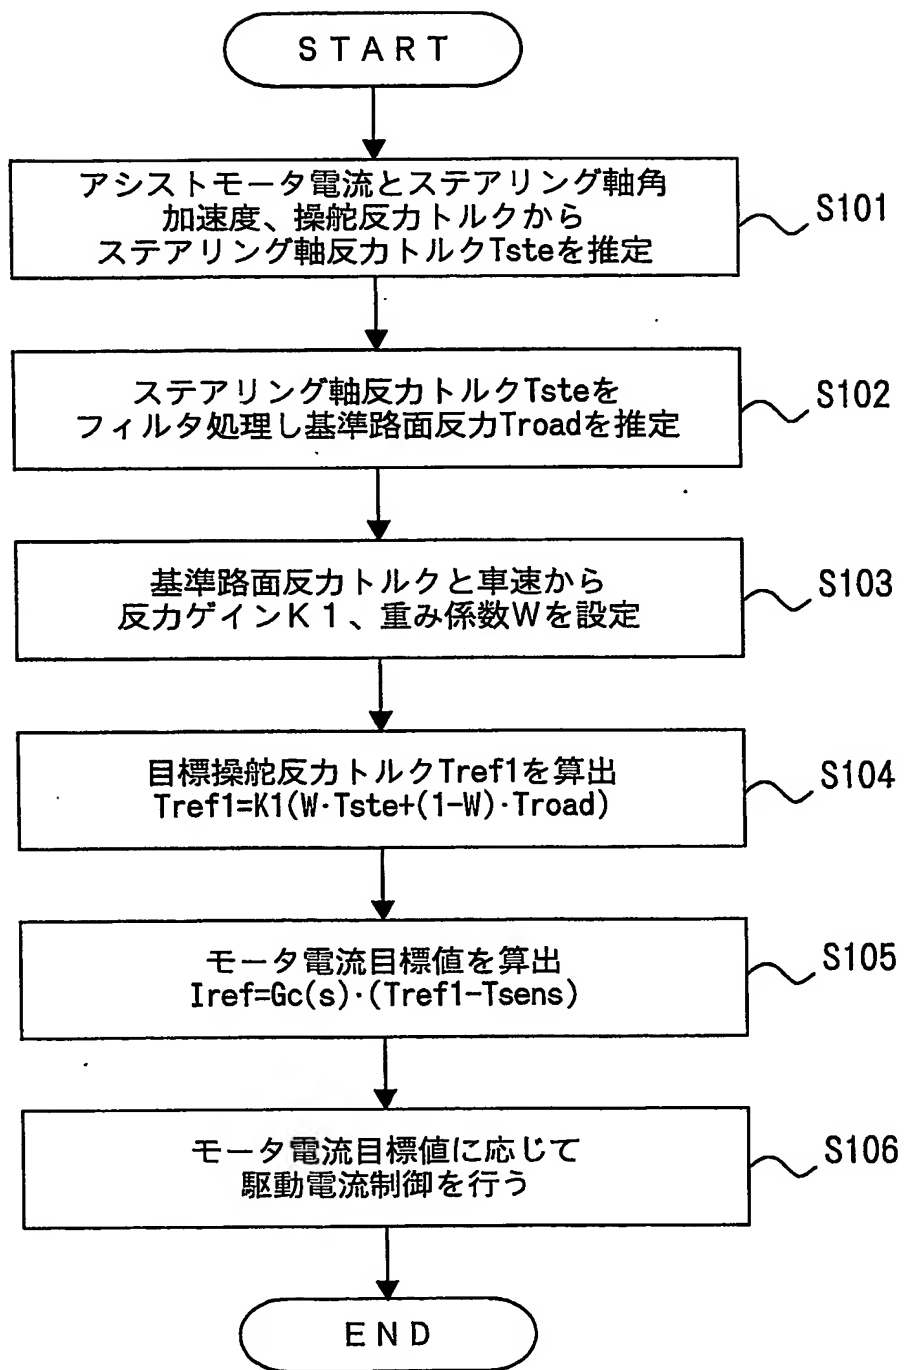 START
アシストモータ電流とステアリング軸角
加速度、操舵反力トルクから
ステアリング軸反力トルクTsteを推定
S101
ステアリング軸反力トルクTsteを
フィルタ処理し基準路面反力Troadを推定
S102
基準路面反力トルクと車速から
反力ゲインK1、重み係数Wを設定
S103
目標操舵反力トルクTref1を算出
Tref1=K1(W·Tste+(1-W)·Troad)
S104
モータ電流目標値を算出
Iref=Gc(s)·(Tref1-Tsens)
S105
モータ電流目標値に応じて
駆動電流制御を行う
S106
END